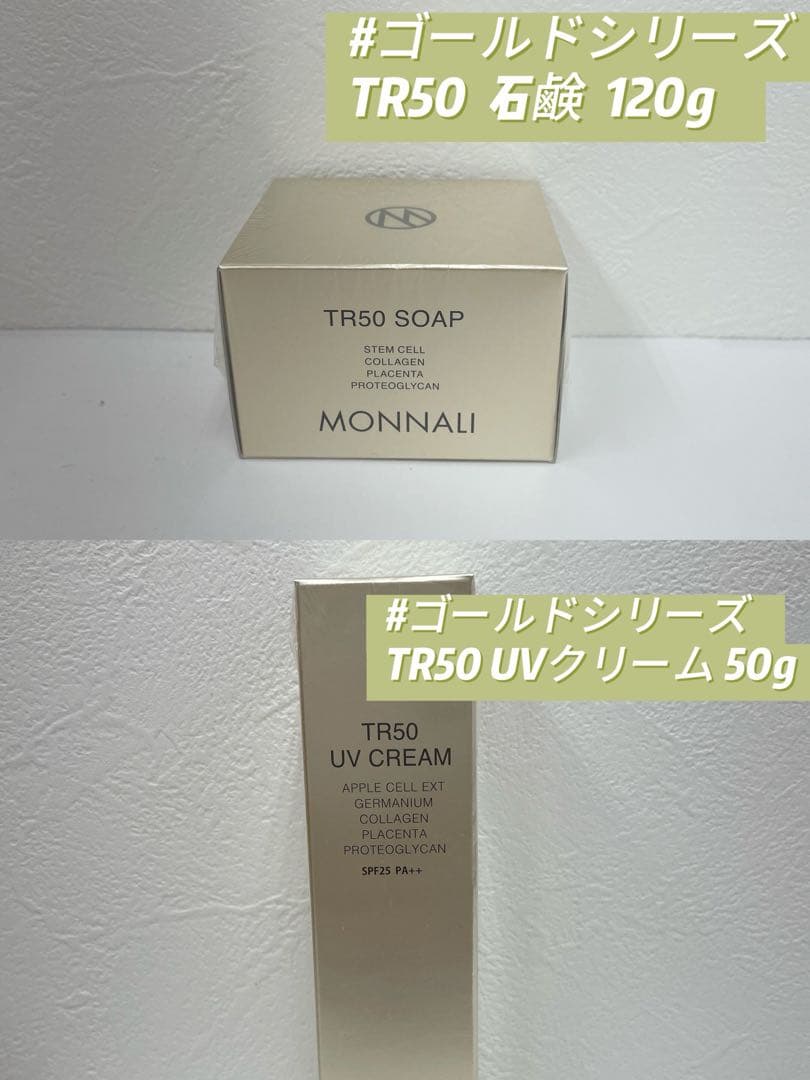 #ゴールドシリーズ
TR50 石鹸 120g
TR50 SOAP
STEM CELL
COLLAGEN
PLACENTA
PROTEOGLYCAN
MONNALI
#ゴールドシリーズ
TR50 UVクリーム 50g
TR50
UV CREAM
APPLE CELL EXT
GERMANIUM
COLLAGEN
PLACENTA
PROTEOGLYCAN
SPF25 PA++